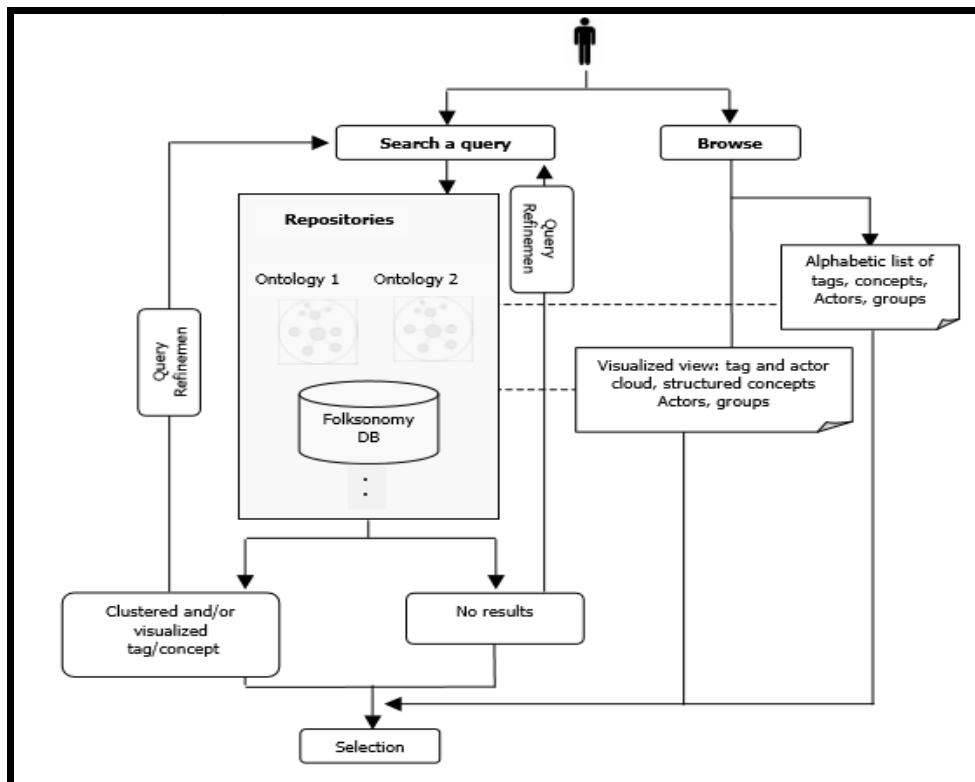 Search a query
Browse
Repositories
Query
Refinemen
Ontology 1
Ontology 2
Alphabetic list of
tags, concepts,
Actors, groups
Query
Refinemen
Visualized view: tag and actor
cloud, structured concepts
Actors, groups
Folksonomy
DB
:
Clustered and/or
visualized
tag/concept
No results
Selection